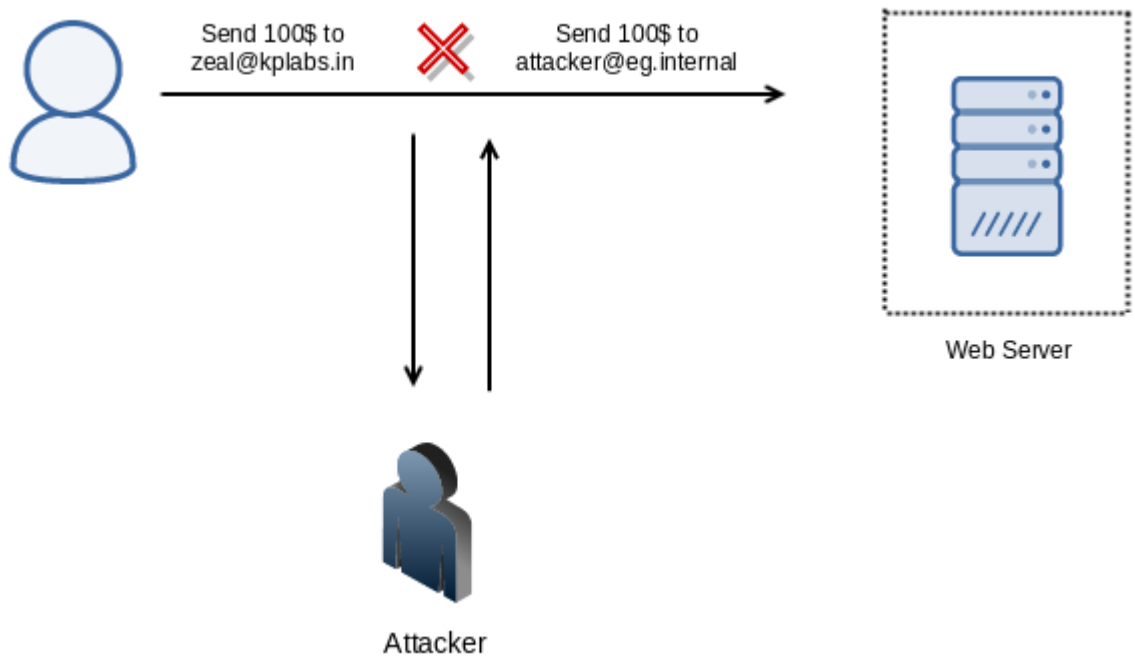 Send 100$ to
zeal@kplabs.in
Send 100$ to
attacker@eg.internal
Web Server
Attacker